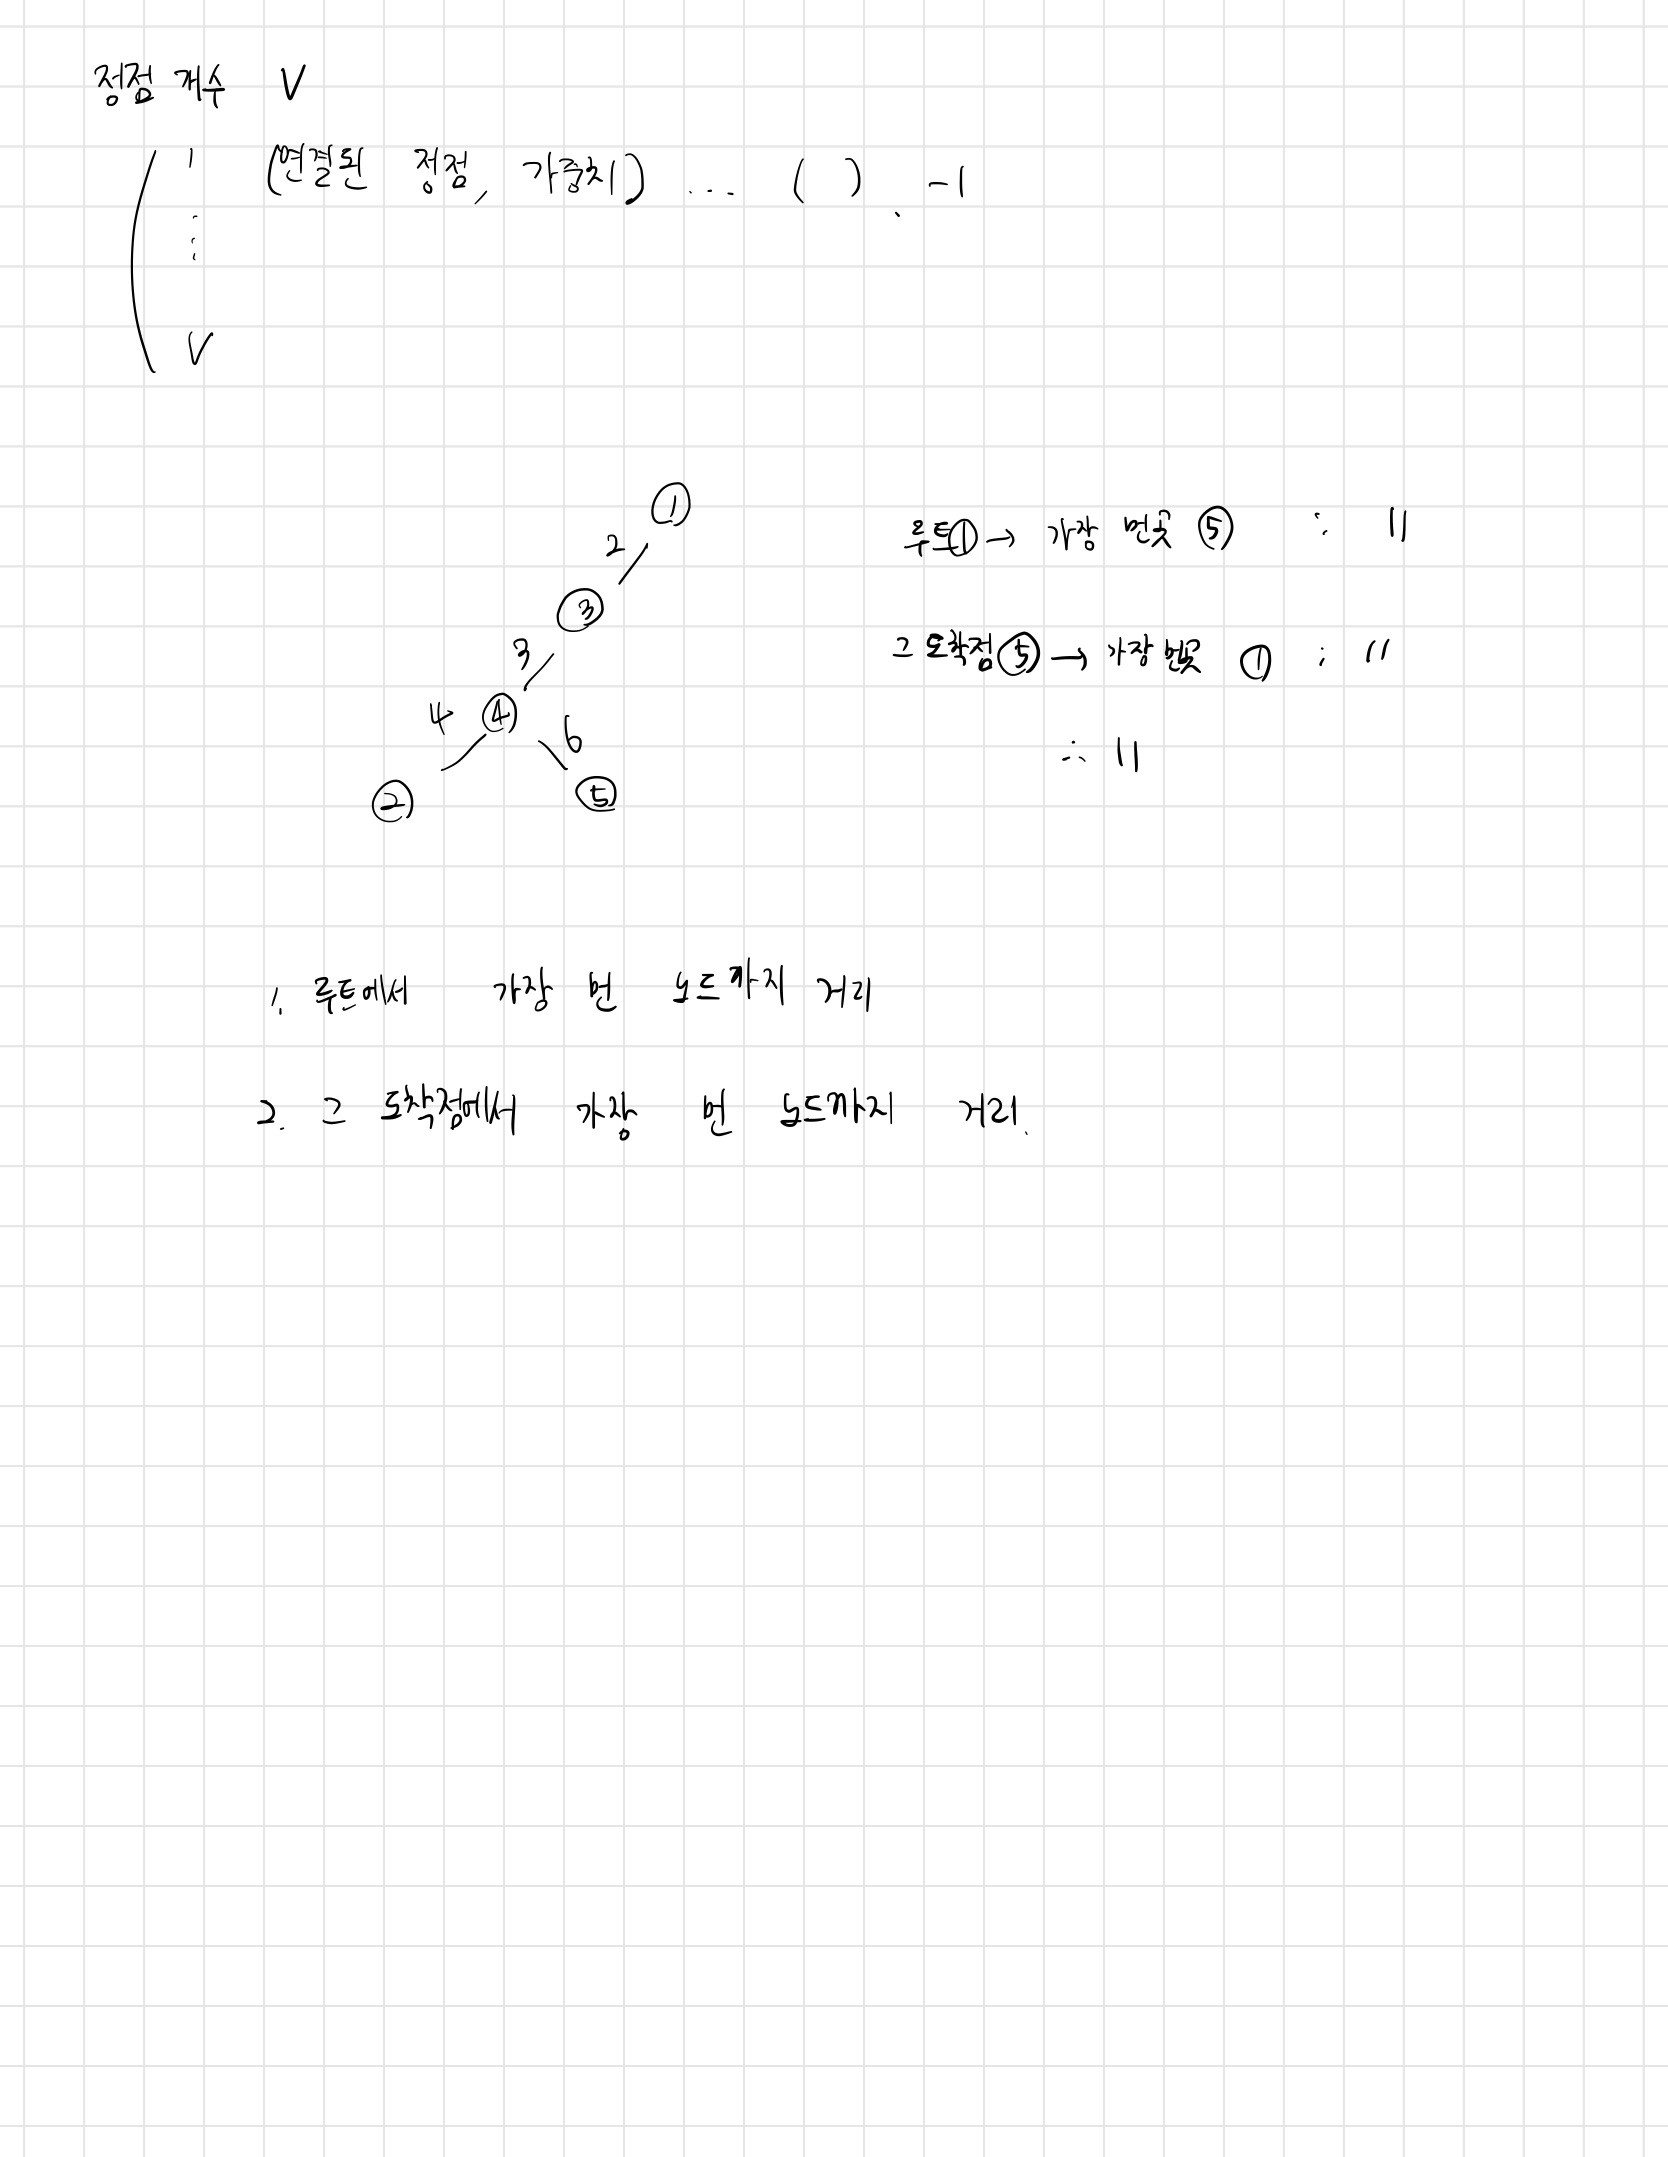 정점 개수 V
1 (연결된 정점, 가중치) ... ( ). -1
⋮
V
①
2
③
3
4 ④ 6
② ⑤
루트① → 가장 먼곳 ⑤ : 11
그 도착점⑤ → 가장 먼곳 ① : 11
∴ 11
1. 루트에서 가장 먼 노드까지 거리
2. 그 도착점에서 가장 먼 노드까지 거리.